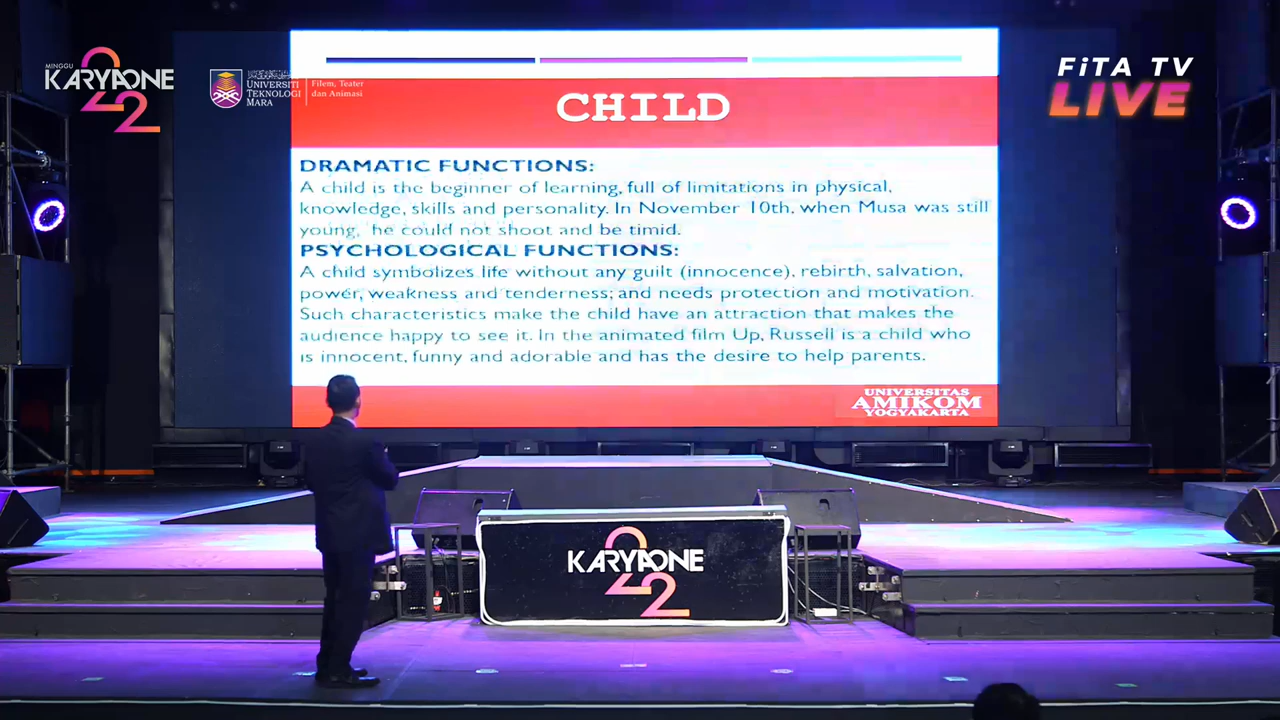 MINGGU
KARYAONE
22
UNIVERSITI
TEKNOLOGI
MARA
Filem, Teater
dan Animasi
FiTA TV
LIVE
CHILD
DRAMATIC FUNCTIONS:
A child is the beginner of learning, full of limitations in physical,
knowledge, skills and personality. In November 10th, when Musa was still
young, he could not shoot and be timid.
PSYCHOLOGICAL FUNCTIONS:
A child symbolizes life without any guilt (innocence), rebirth, salvation,
power, weakness and tenderness; and needs protection and motivation.
Such characteristics make the child have an attraction that makes the
audience happy to see it. In the animated film Up, Russell is a child who
is innocent, funny and adorable and has the desire to help parents.
UNIVERSITAS
AMIKOM
YOGYAKARTA
KARYAONE
22